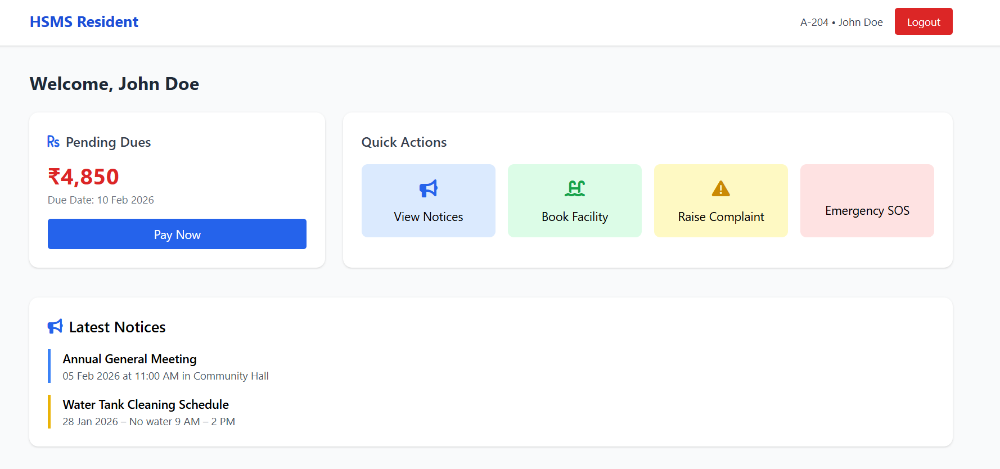 HSMS Resident
A-204 • John Doe
Logout
Welcome, John Doe
Rs Pending Dues
₹4,850
Due Date: 10 Feb 2026
Pay Now
Quick Actions
View Notices
Book Facility
Raise Complaint
Emergency SOS
Latest Notices
Annual General Meeting
05 Feb 2026 at 11:00 AM in Community Hall
Water Tank Cleaning Schedule
28 Jan 2026 – No water 9 AM – 2 PM